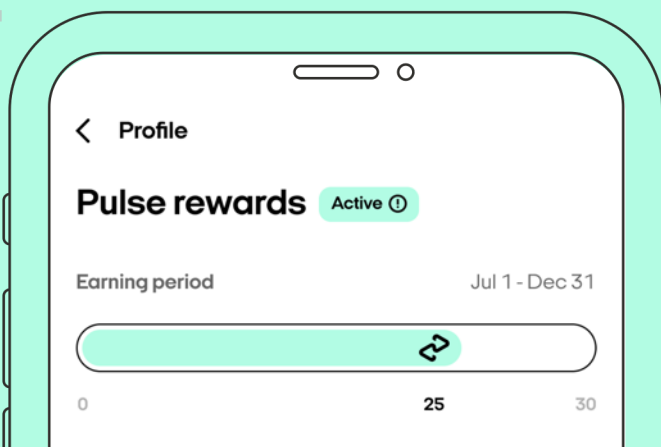 Profile
Pulse rewards Active
Earning period Jul 1 - Dec 31
0 25 30